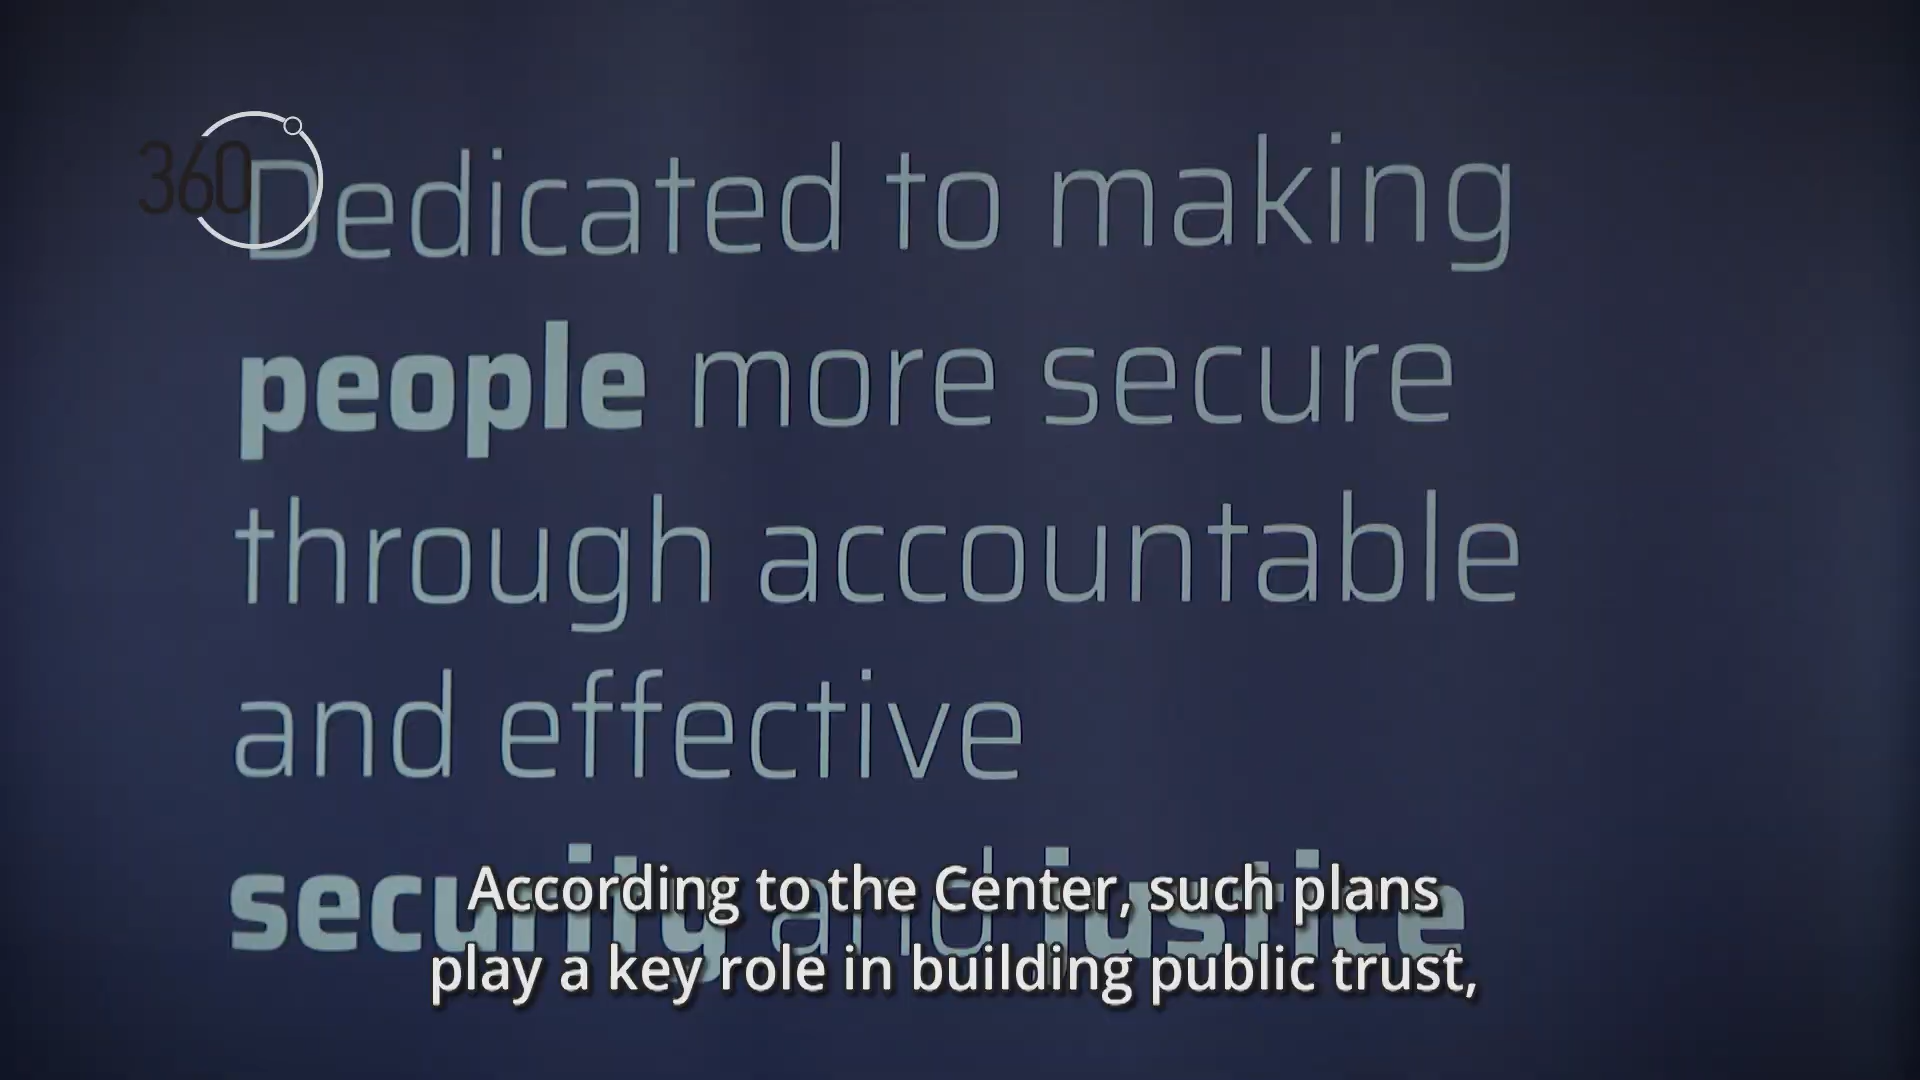 360
Dedicated to making
people more secure
through accountable
and effective
security and justice
According to the Center, such plans
play a key role in building public trust,